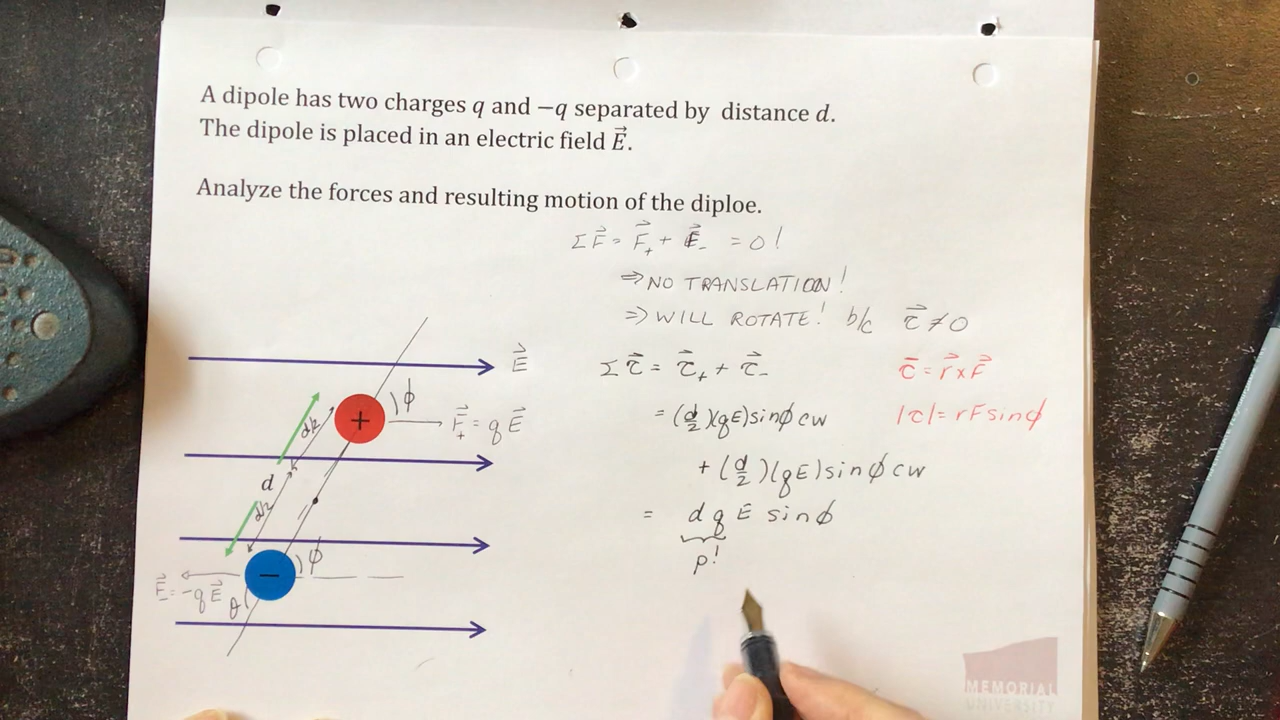 A dipole has two charges q and −q separated by distance d.
The dipole is placed in an electric field E⃗.
Analyze the forces and resulting motion of the diploe.
ΣF⃗ = F⃗₊ + F⃗₋ = 0!
⇒ NO TRANSLATION!
⇒ WILL ROTATE! b/c τ⃗ ≠ 0
Στ⃗ = τ⃗₊ + τ⃗₋
τ⃗ = r⃗ x F⃗
= (d/2)(qE)sinϕ cw
|τ| = rFsinϕ
+ (d/2)(qE)sinϕ cw
= dqE sinϕ
p!
E⃗
ϕ
+
F⃗₊ = qE⃗
d/2
d
d/2
ϕ
−
F⃗₋ = -qE⃗
θ
MEMORIAL
UNIVERSITY